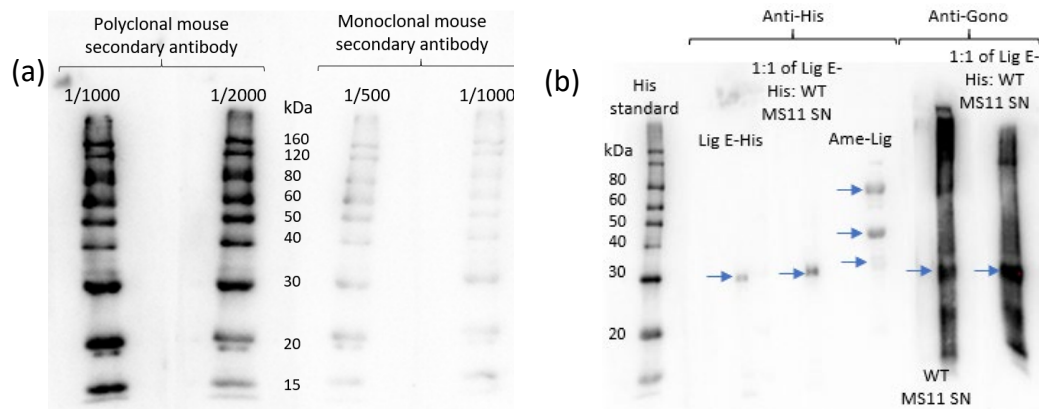 (a)
Polyclonal mouse
secondary antibody
Monoclonal mouse
secondary antibody
1/1000
1/2000
kDa
1/500
1/1000
160
120
80
60
50
40
30
20
15
(b)
Anti-His
Anti-Gono
His
standard
1:1 of Lig E-
His: WT
MS11 SN
1:1 of Lig E-
His: WT
MS11 SN
Lig E-His
Ame-Lig
kDa
80
60
50
40
30
20
WT
MS11 SN